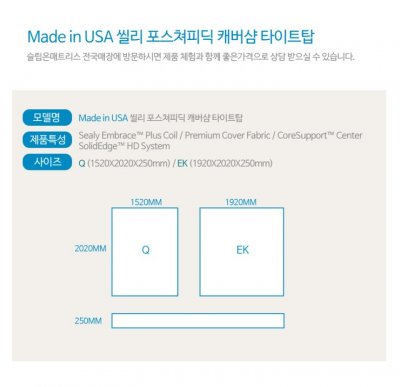 Made in USA 씰리 포스쳐피딕 캐버샴 타이트탑
슬립온매트리스 전국매장에 방문하시면 제품 체험과 함께 좋은가격으로 상담 받으실 수 있습니다.
모델명 Made in USA 씰리 포스쳐피딕 캐버샴 타이트탑
제품특성 Sealy Embrace™ Plus Coil / Premium Cover Fabric / CoreSupport™ Center
SolidEdge™ HD System
사이즈 Q (1520X2020X250mm) / EK (1920X2020X250mm)
1520MM 1920MM
2020MM Q EK
250MM